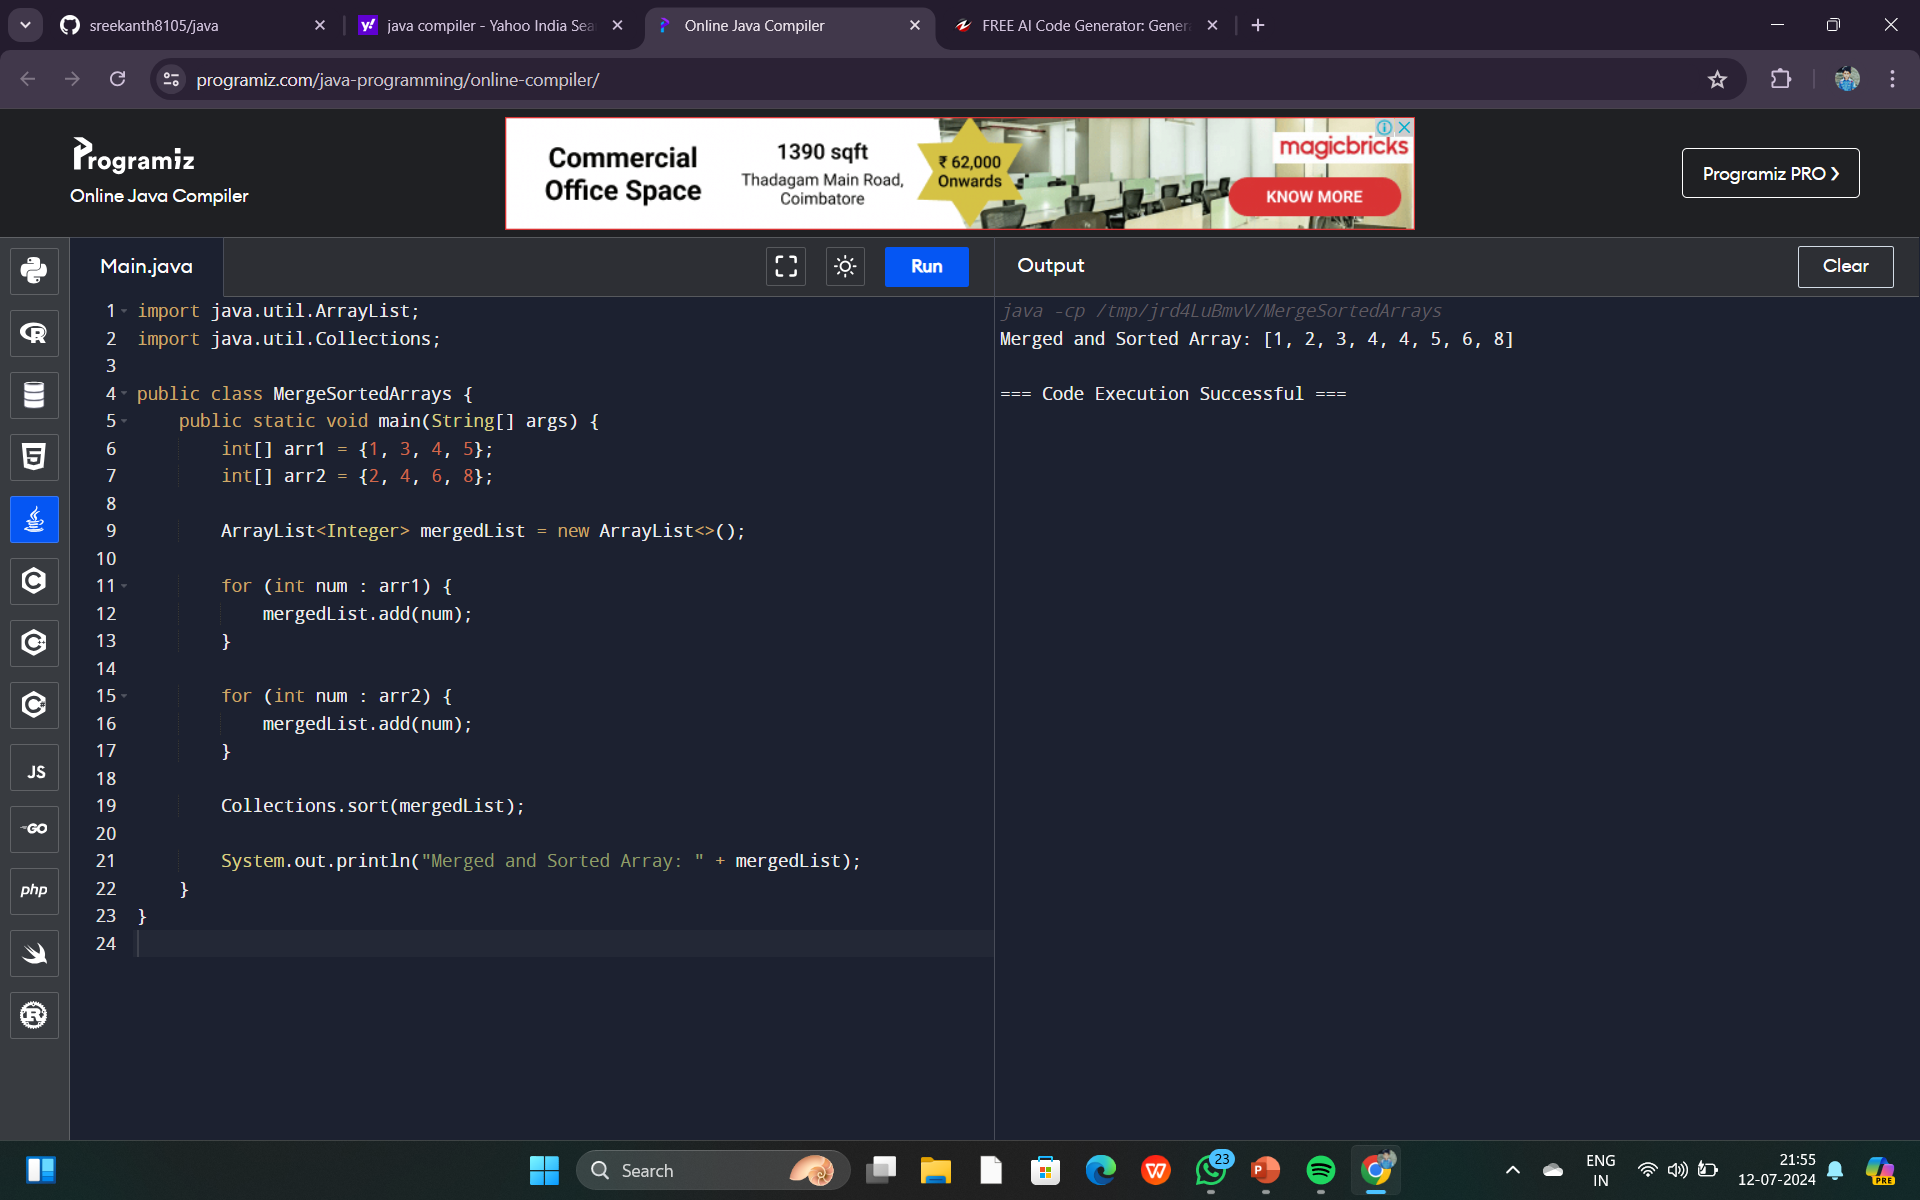 sreekanth8105/java
java compiler - Yahoo India Sea
Online Java Compiler
FREE AI Code Generator: Gener
programiz.com/java-programming/online-compiler/
Programiz
Online Java Compiler
Commercial
Office Space
1390 sqft
Thadagam Main Road,
Coimbatore
₹ 62,000
Onwards
magicbricks
KNOW MORE
Programiz PRO
Main.java
Run
Output
Clear
1 import java.util.ArrayList;
2 import java.util.Collections;
3
4 public class MergeSortedArrays {
5 public static void main(String[] args) {
6 int[] arr1 = {1, 3, 4, 5};
7 int[] arr2 = {2, 4, 6, 8};
8
9 ArrayList<Integer> mergedList = new ArrayList<>();
10
11 for (int num : arr1) {
12 mergedList.add(num);
13 }
14
15 for (int num : arr2) {
16 mergedList.add(num);
17 }
18
19 Collections.sort(mergedList);
20
21 System.out.println("Merged and Sorted Array: " + mergedList);
22 }
23 }
24
java -cp /tmp/jrd4LuBmvV/MergeSortedArrays
Merged and Sorted Array: [1, 2, 3, 4, 4, 5, 6, 8]
=== Code Execution Successful ===
JS
GO
php
Search
23
ENG
IN
21:55
12-07-2024
PRE